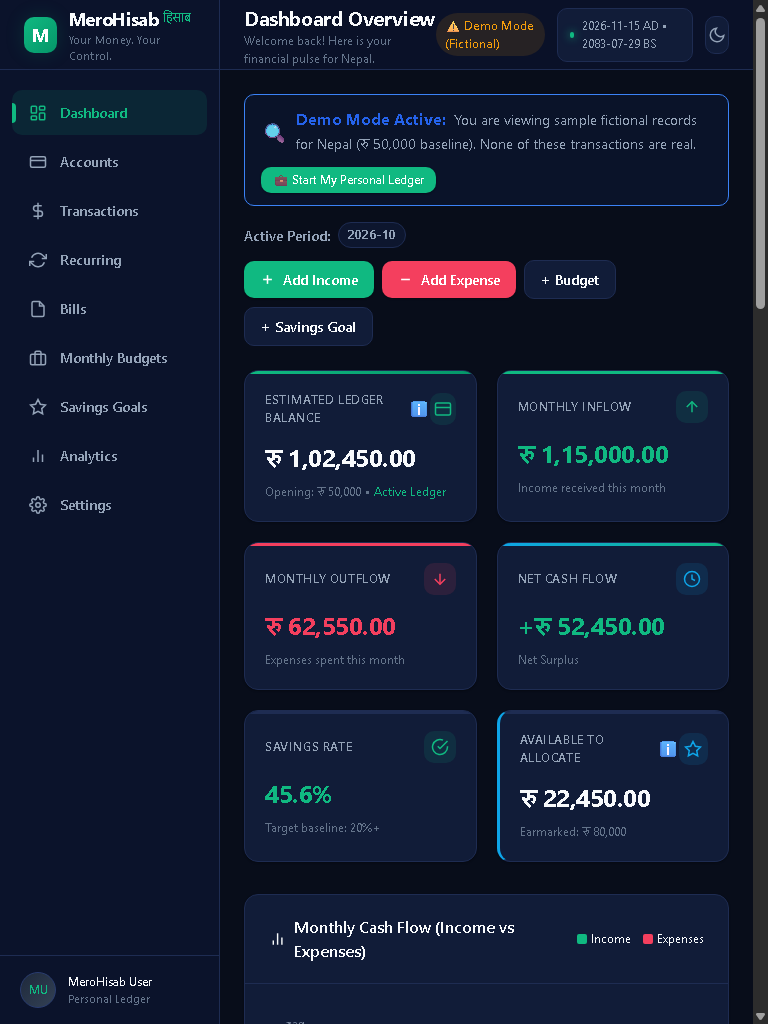 M
MeroHisab हिसाब
Your Money. Your
Control.
Dashboard
Accounts
Transactions
Recurring
Bills
Monthly Budgets
Savings Goals
Analytics
Settings
MU
MeroHisab User
Personal Ledger
Dashboard Overview
Welcome back! Here is your
financial pulse for Nepal.
⚠️ Demo Mode
(Fictional)
2026-11-15 AD •
2083-07-29 BS
Demo Mode Active: You are viewing sample fictional records
for Nepal (रु 50,000 baseline). None of these transactions are real.
Start My Personal Ledger
Active Period: 2026-10
+ Add Income
− Add Expense
+ Budget
+ Savings Goal
ESTIMATED LEDGER
BALANCE
ℹ️
रु 1,02,450.00
Opening: रु 50,000 • Active Ledger
MONTHLY INFLOW
रु 1,15,000.00
Income received this month
MONTHLY OUTFLOW
रु 62,550.00
Expenses spent this month
NET CASH FLOW
+रु 52,450.00
Net Surplus
SAVINGS RATE
45.6%
Target baseline: 20%+
AVAILABLE TO
ALLOCATE
ℹ️
रु 22,450.00
Earmarked: रु 80,000
Monthly Cash Flow (Income vs
Expenses)
Income
Expenses